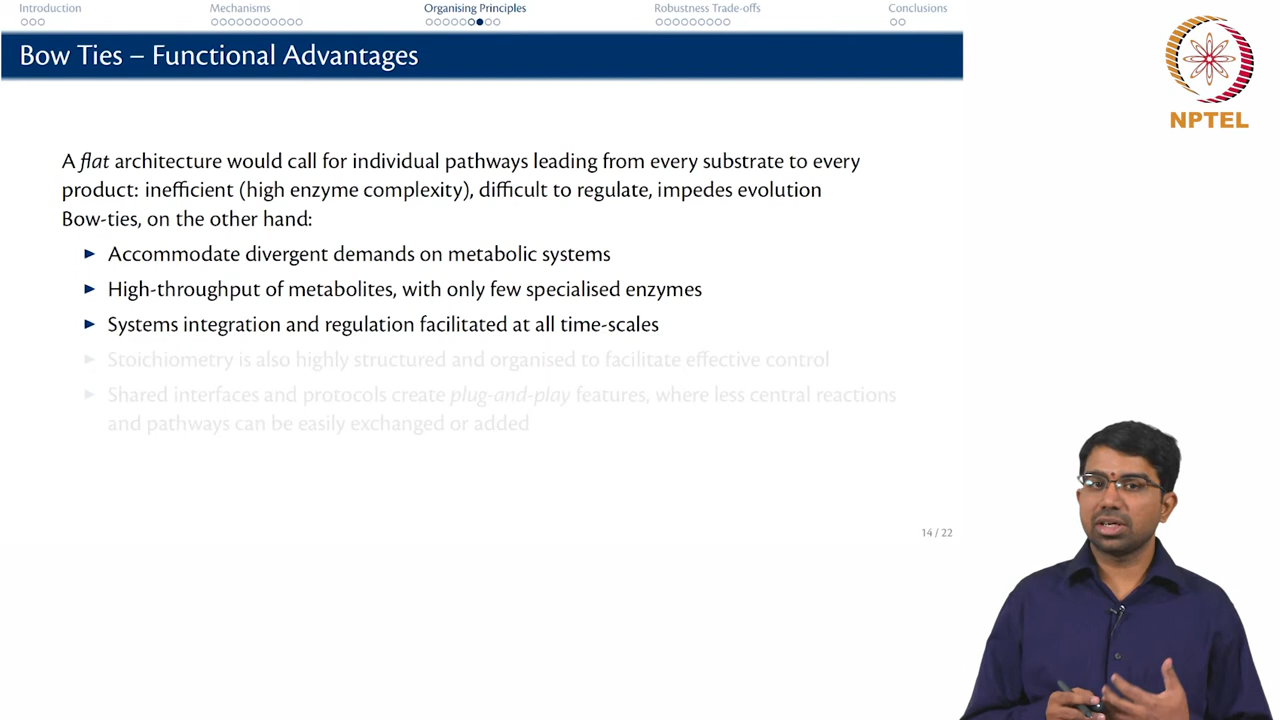 Introduction
Mechanisms
Organising Principles
Robustness Trade-offs
Conclusions
Bow Ties – Functional Advantages
NPTEL
A flat architecture would call for individual pathways leading from every substrate to every
product: inefficient (high enzyme complexity), difficult to regulate, impedes evolution
Bow-ties, on the other hand:
Accommodate divergent demands on metabolic systems
High-throughput of metabolites, with only few specialised enzymes
Systems integration and regulation facilitated at all time-scales
Stoichiometry is also highly structured and organised to facilitate effective control
Shared interfaces and protocols create plug-and-play features, where less central reactions
and pathways can be easily exchanged or added
14 / 22